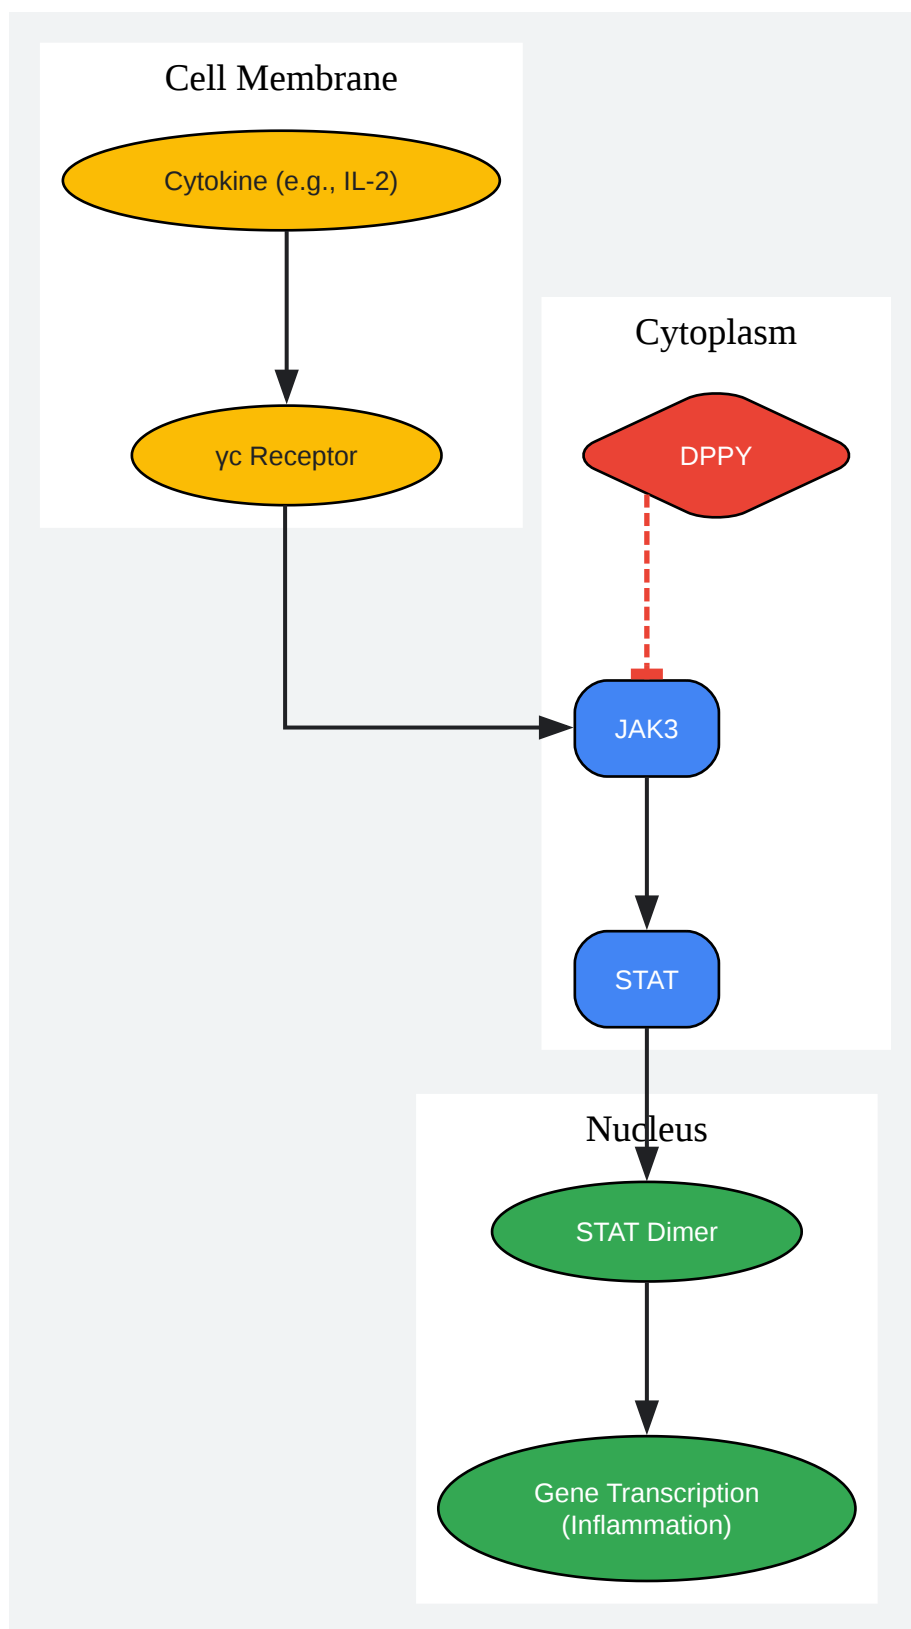 Cell Membrane
Cytokine (e.g., IL-2)
γc Receptor
Cytoplasm
DPPY
JAK3
STAT
Nucleus
STAT Dimer
Gene Transcription
(Inflammation)